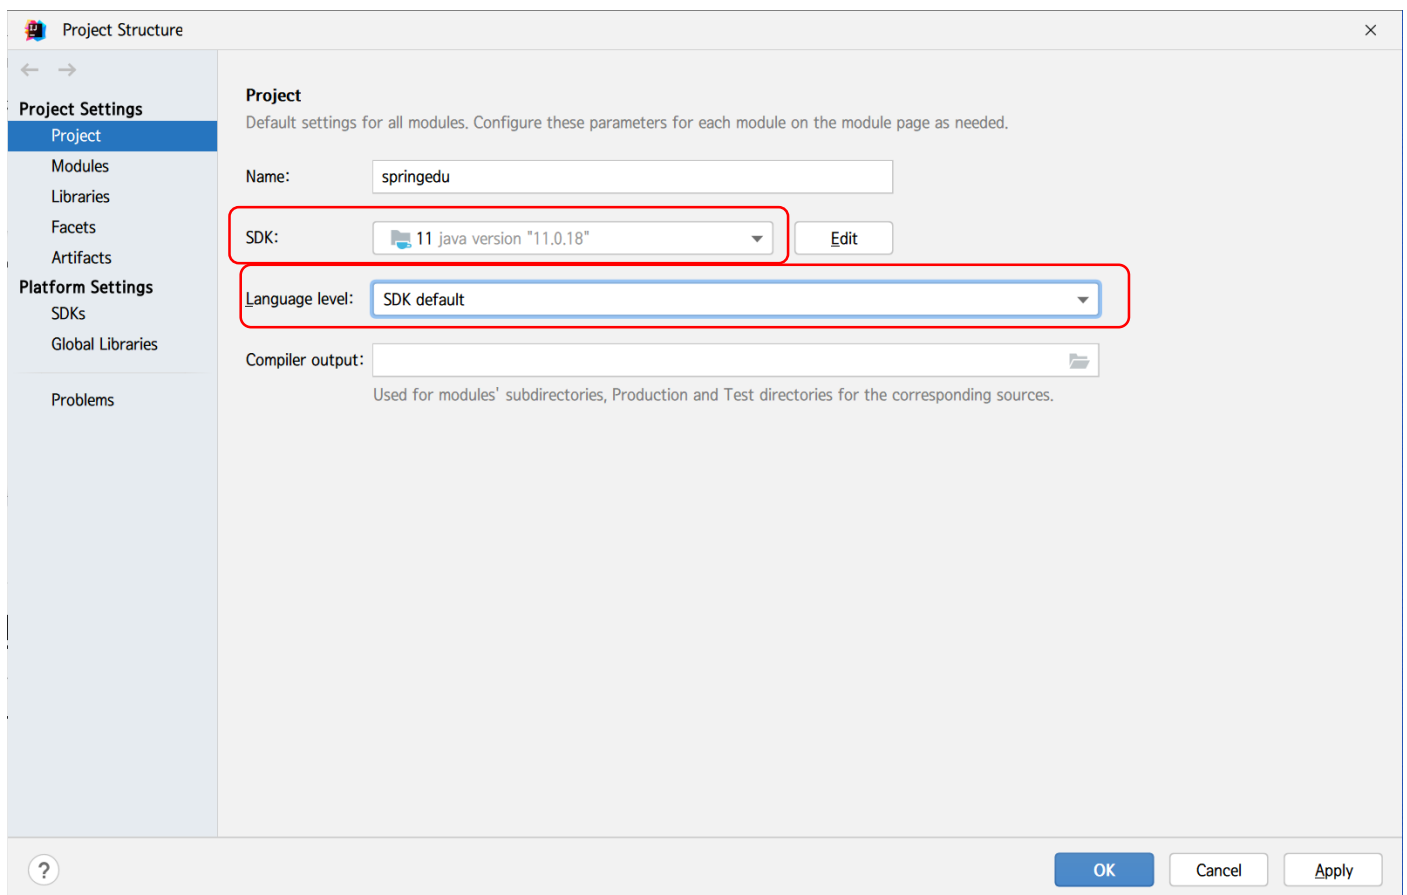 Project Structure
Project Settings
Project
Modules
Libraries
Facets
Artifacts
Platform Settings
SDKs
Global Libraries
Problems
Project
Default settings for all modules. Configure these parameters for each module on the module page as needed.
Name: springedu
SDK: 11 java version "11.0.18" Edit
Language level: SDK default
Compiler output:
Used for modules' subdirectories, Production and Test directories for the corresponding sources.
? OK Cancel Apply